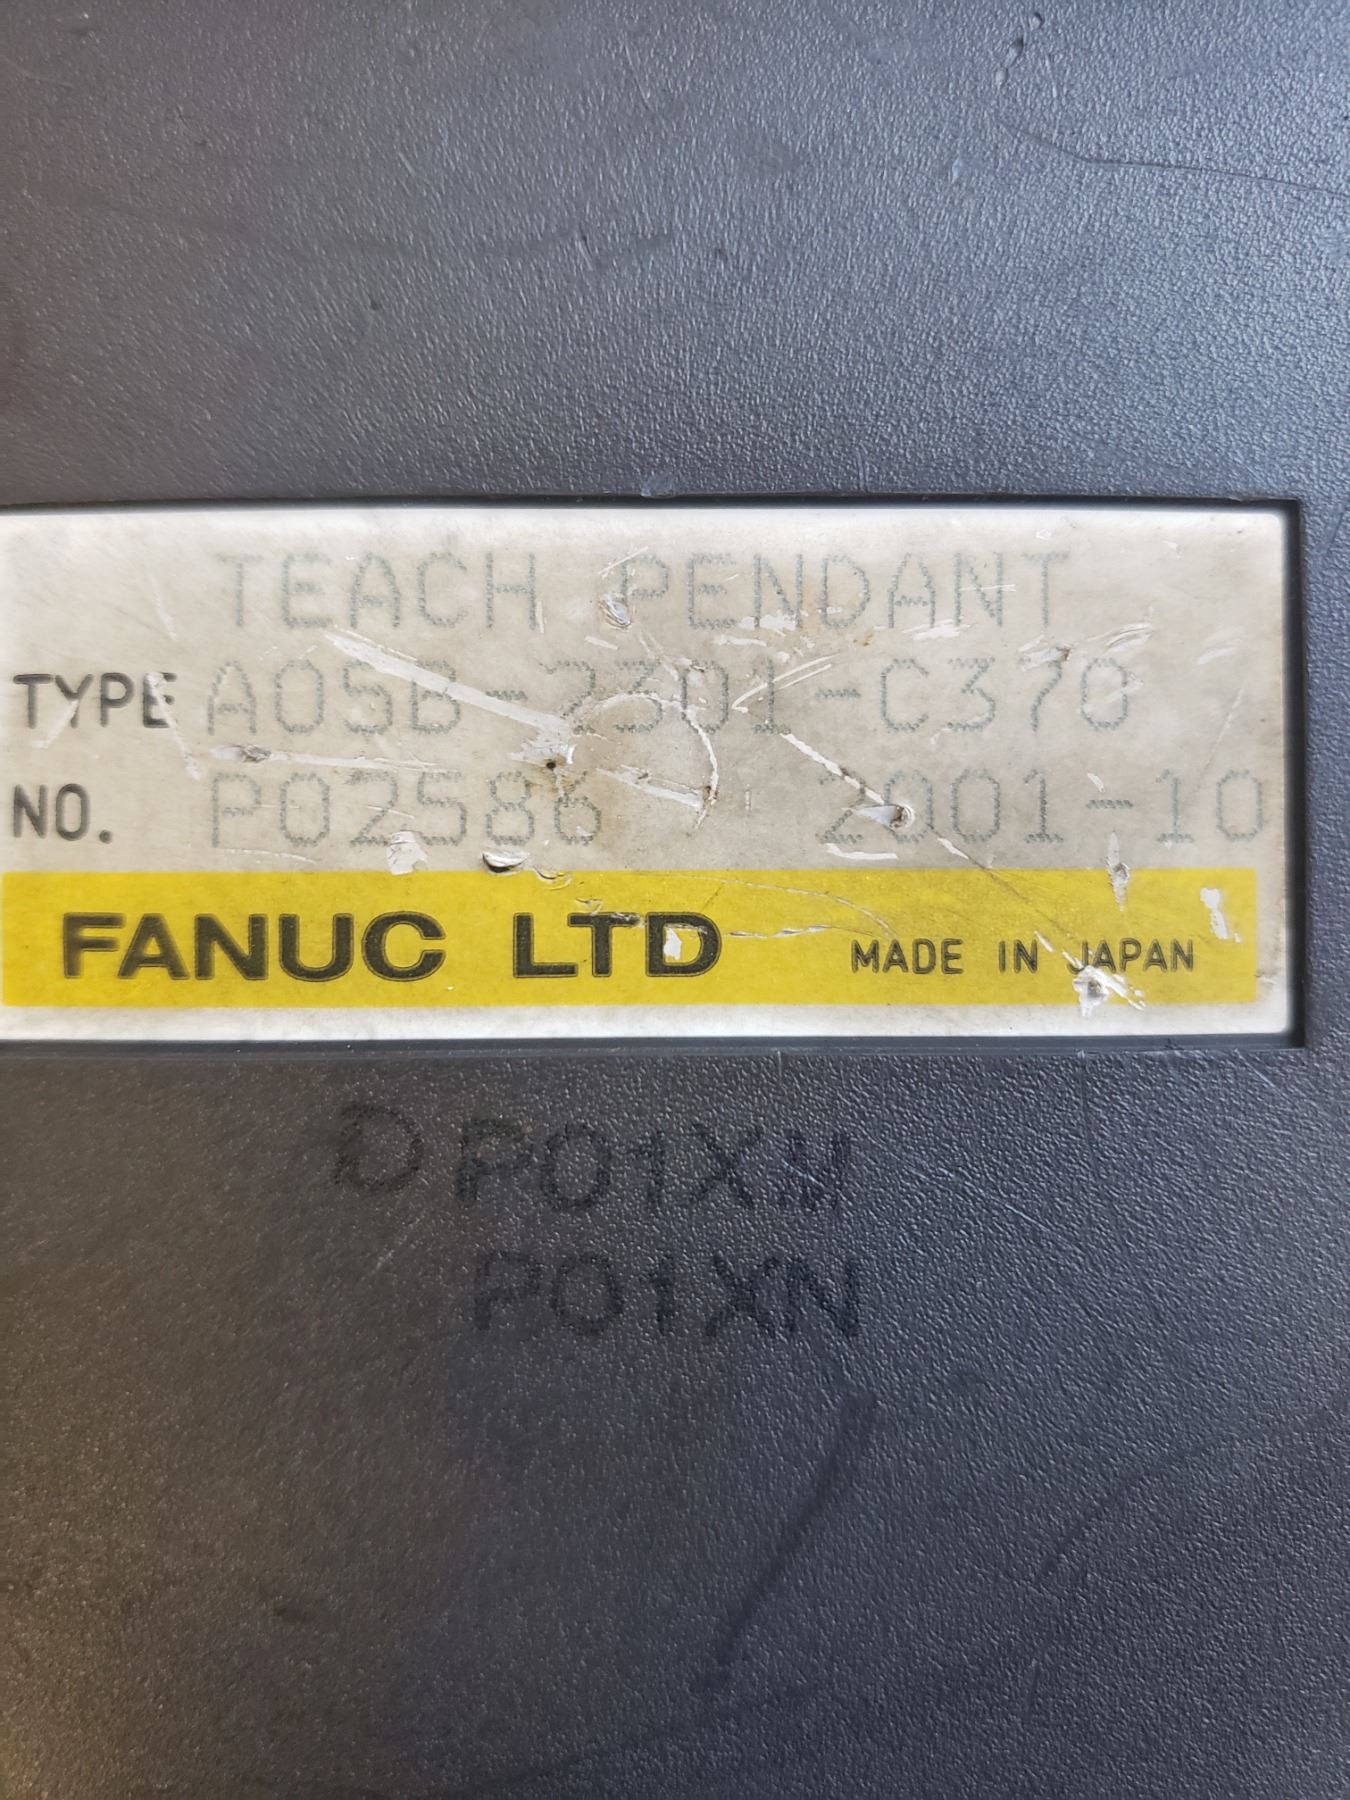 TEACH PENDANT
TYPE A05B-2301-C370
NO. P02586 2001-10
FANUC LTD MADE IN JAPAN
P01XN
P01XN